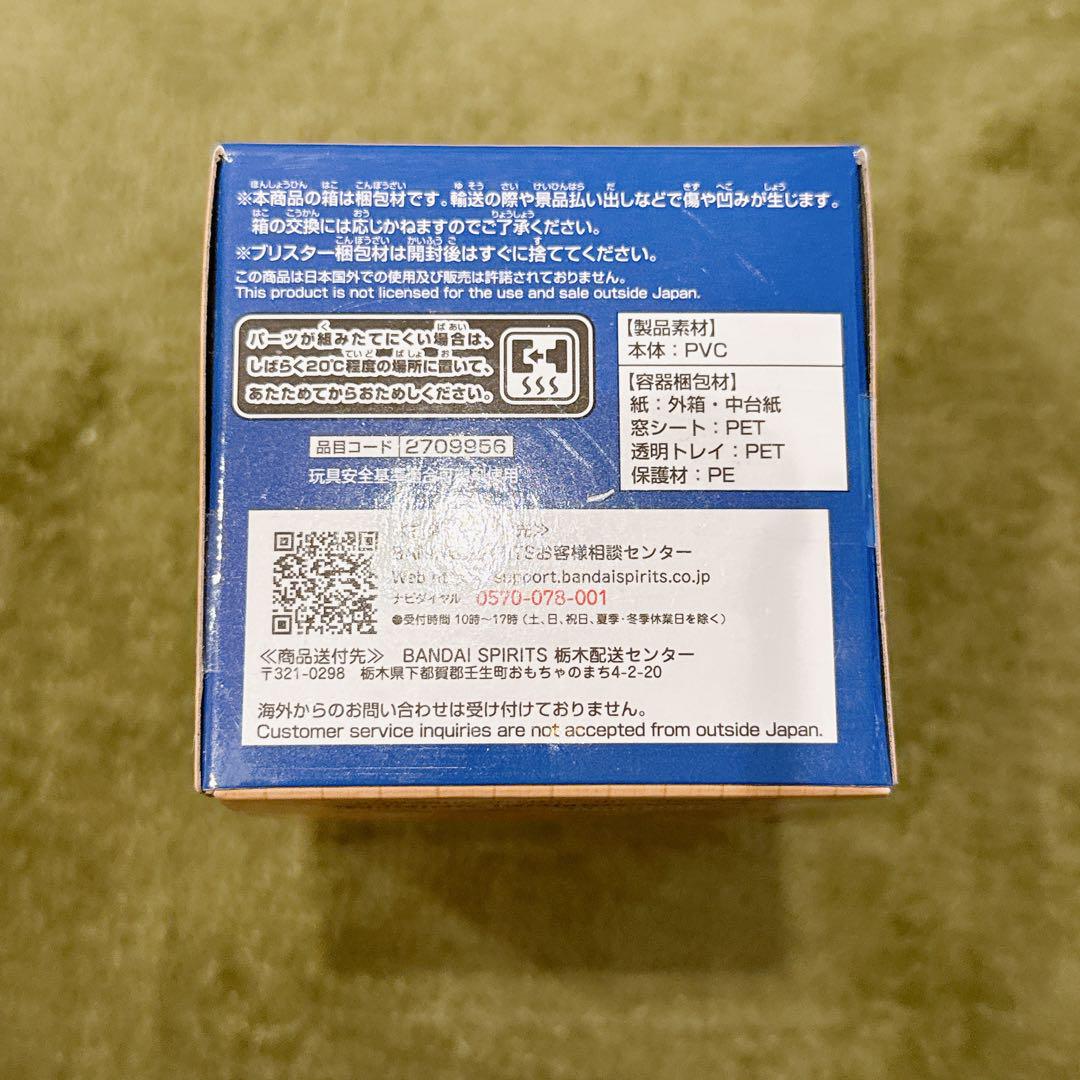 ※本商品の箱は梱包材です。輸送の際や景品払い出しなどで傷や凹みが生じます。
箱の交換には応じかねますのでご了承ください。
※ブリスター梱包材は開封後はすぐに捨ててください。
この商品は日本国外での使用及び販売は許諾されておりません。
This product is not licensed for the use and sale outside Japan.
パーツが組みたてにくい場合は、
しばらく20℃程度の場所に置いて、
あたためてからおためしください。
【製品素材】
本体：PVC
【容器梱包材】
紙：外箱・中台紙
窓シート：PET
透明トレイ：PET
保護材：PE
品目コード 2709956
玩具安全基準 使用
お客様相談センター
Web support.bandaispirits.co.jp
ナビダイヤル 0570-078-001
●受付時間 10時～17時（土、日、祝日、夏季・冬季休業日を除く）
≪商品送付先≫ BANDAI SPIRITS 栃木配送センター
〒321-0298 栃木県下都賀郡壬生町おもちゃのまち4-2-20
海外からのお問い合わせは受け付けておりません。
Customer service inquiries are not accepted from outside Japan.